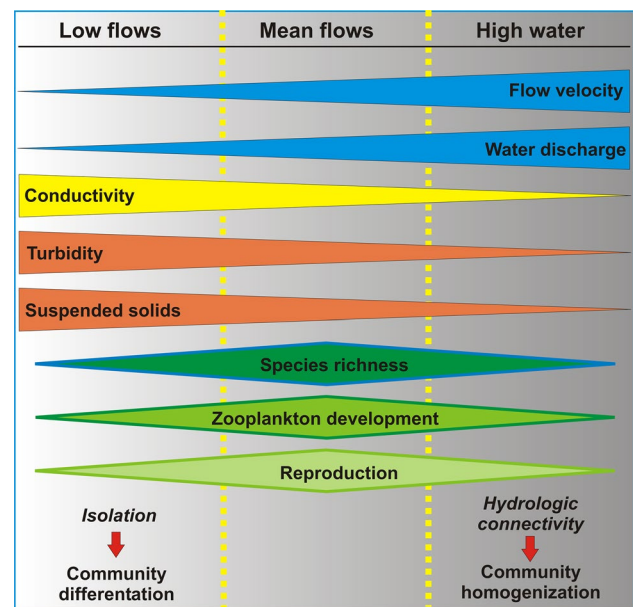 Low flows Mean flows High water
Flow velocity
Water discharge
Conductivity
Turbidity
Suspended solids
Species richness
Zooplankton development
Reproduction
Isolation
Community
differentation
Hydrologic
connectivity
Community
homogenization